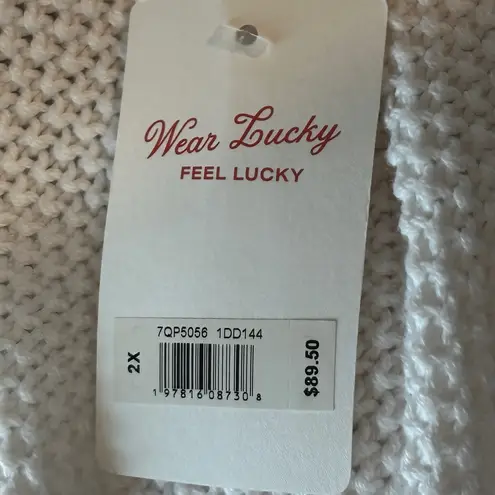 Wear Lucky
FEEL LUCKY
7QP5056 1DD144
2X
$89.50
1 97816 08730 8